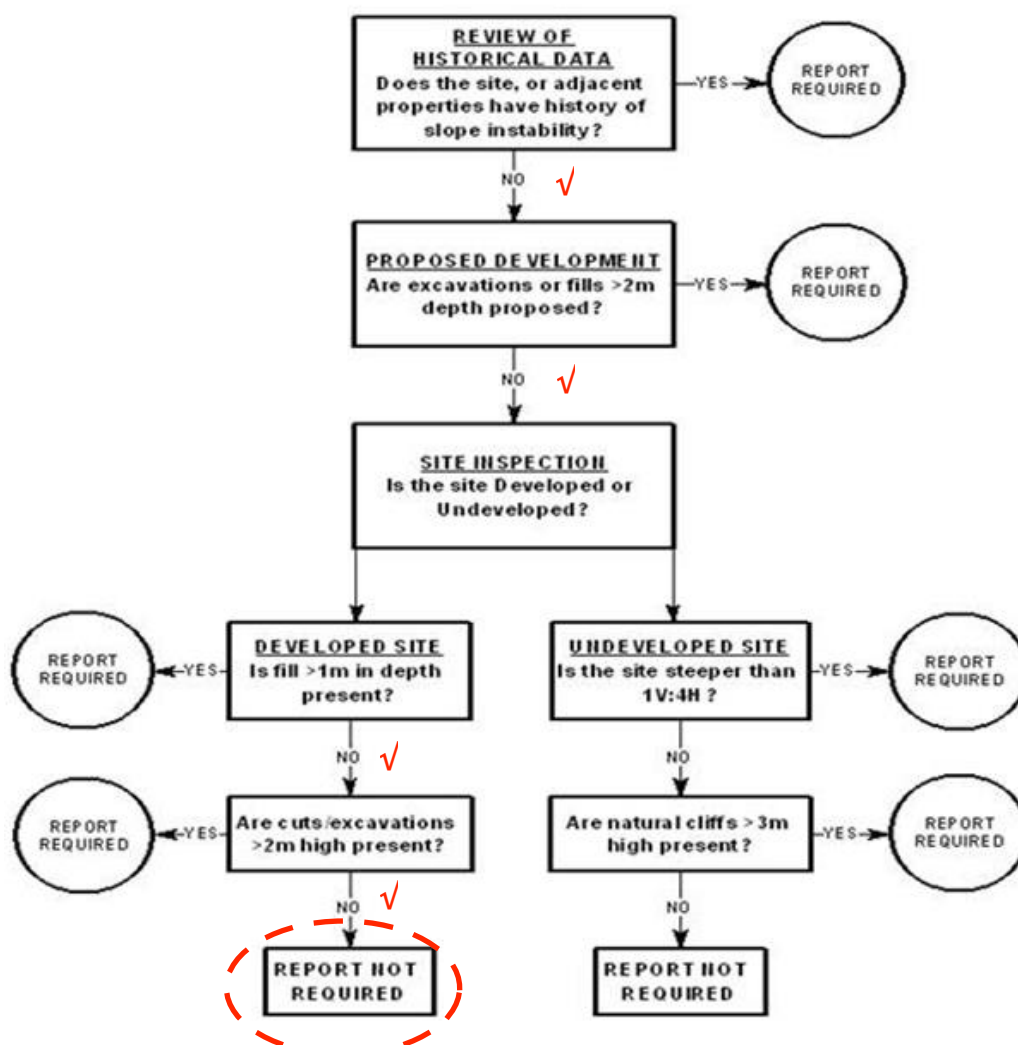 REVIEW OF
HISTORICAL DATA
Does the site, or adjacent
properties have history of
slope instability?
YES
REPORT
REQUIRED
NO √
PROPOSED DEVELOPMENT
Are excavations or fills >2m
depth proposed?
YES
REPORT
REQUIRED
NO √
SITE INSPECTION
Is the site Developed or
Undeveloped?
REPORT
REQUIRED
YES
DEVELOPED SITE
Is fill >1m in depth
present?
UNDEVELOPED SITE
Is the site steeper than
1V:4H ?
YES
REPORT
REQUIRED
NO √
NO
REPORT
REQUIRED
YES
Are cuts/excavations
>2m high present?
Are natural cliffs >3m
high present?
YES
REPORT
REQUIRED
NO √
NO
REPORT NOT
REQUIRED
REPORT NOT
REQUIRED